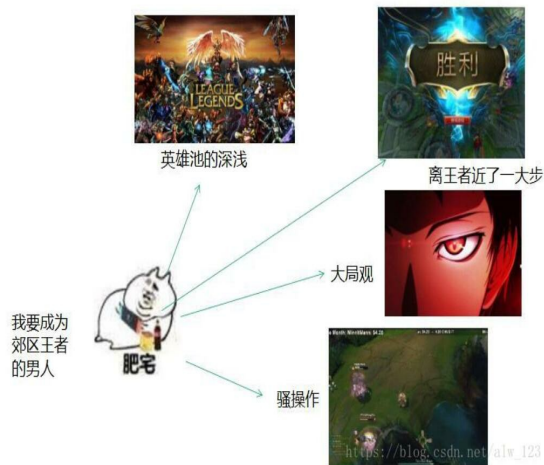 LEAGUE
of
LEGENDS
胜利
英雄池的深浅
离王者近了一大步
大局观
我要成为
郊区王者
的男人
肥宅
骚操作
https://blog.csdn.net/alw_123